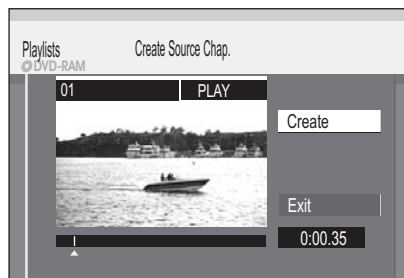 Playlists
Create Source Chap.
DVD-RAM
01
PLAY
Create
Exit
0:00.35